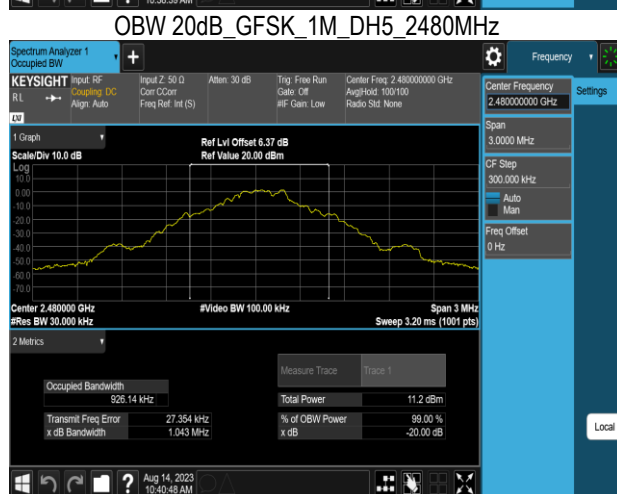 10:38:39 AM
OBW 20dB_GFSK_1M_DH5_2480MHz
Spectrum Analyzer 1
Occupied BW
Frequency
KEYSIGHT Input: RF Input Z: 50 Ω Atten: 30 dB Trig: Free Run Center Freq: 2.480000000 GHz
RL Coupling: DC Corr CCorr Gate: Off Avg|Hold: 100/100
Align: Auto Freq Ref: Int (S) #IF Gain: Low Radio Std: None
LXI
Center Frequency
2.480000000 GHz
Settings
Span
3.0000 MHz
CF Step
300.000 kHz
Auto
Man
Freq Offset
0 Hz
1 Graph
Ref Lvl Offset 6.37 dB
Scale/Div 10.0 dB Ref Value 20.00 dBm
Log
10.0
0.00
-10.0
-20.0
-30.0
-40.0
-50.0
-60.0
-70.0
Center 2.480000 GHz #Video BW 100.00 kHz Span 3 MHz
#Res BW 30.000 kHz Sweep 3.20 ms (1001 pts)
2 Metrics
Measure Trace Trace 1
Occupied Bandwidth
926.14 kHz Total Power 11.2 dBm
Transmit Freq Error 27.354 kHz % of OBW Power 99.00 %
x dB Bandwidth 1.043 MHz x dB -20.00 dB
Local
Aug 14, 2023
10:40:48 AM